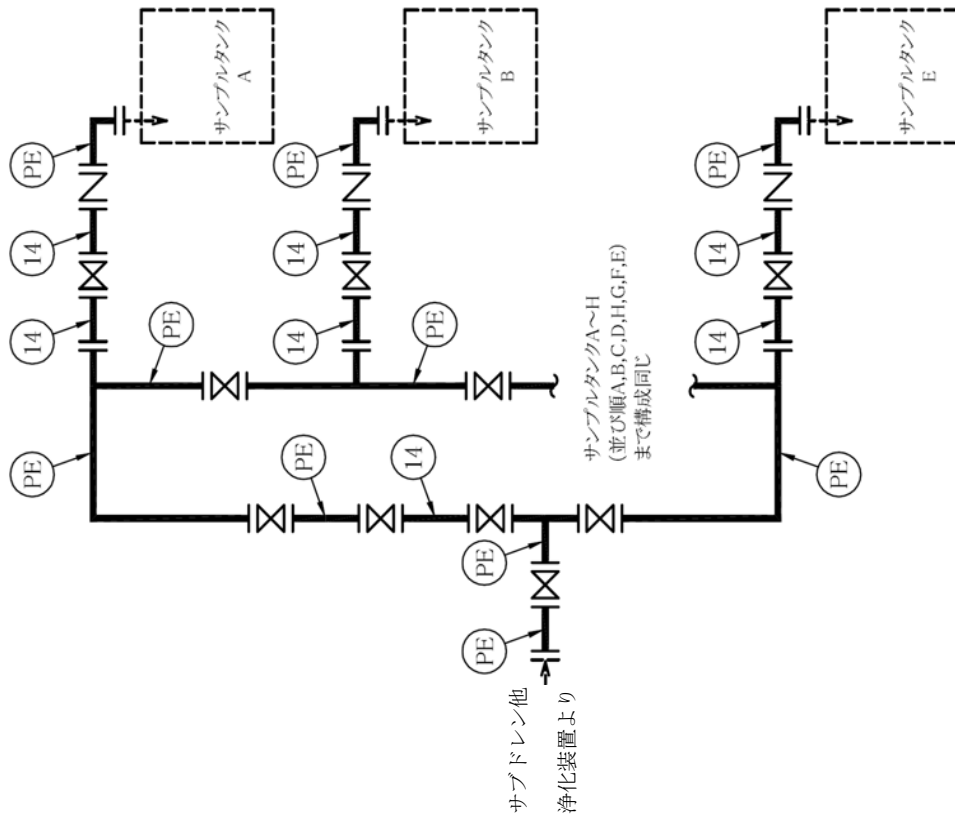 PE
14
14
サンプルタンク
A
PE
PE
PE
14
14
サンプルタンク
B
PE
PE
14
サンプルタンクA～H
(並び順A,B,C,D,H,G,F,E)
まで構成同じ
PE
14
14
サンプルタンク
E
PE
PE
PE
サブドレン他
浄化装置より